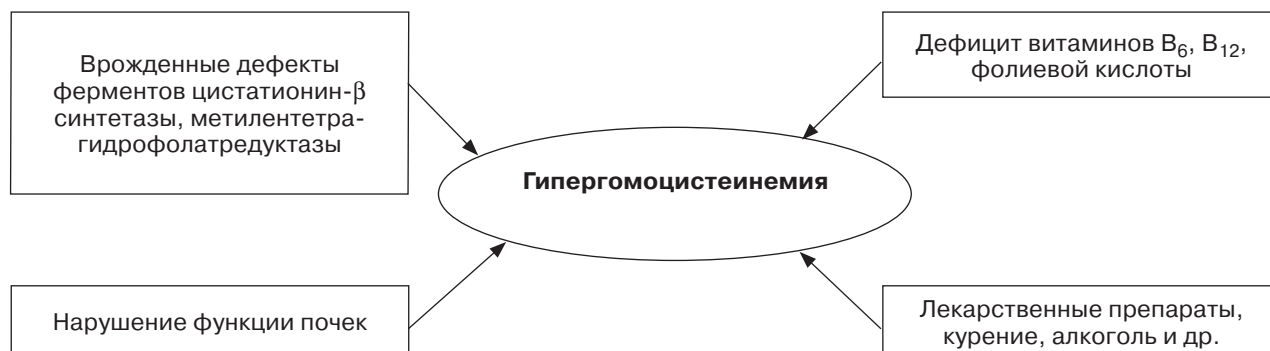 Врожденные дефекты
ферментов цистатионин-β
синтетазы, метилентетра-
гидрофолатредуктазы
Дефицит витаминов B₆, B₁₂,
фолиевой кислоты
Гипергомоцистеинемия
Нарушение функции почек
Лекарственные препараты,
курение, алкоголь и др.